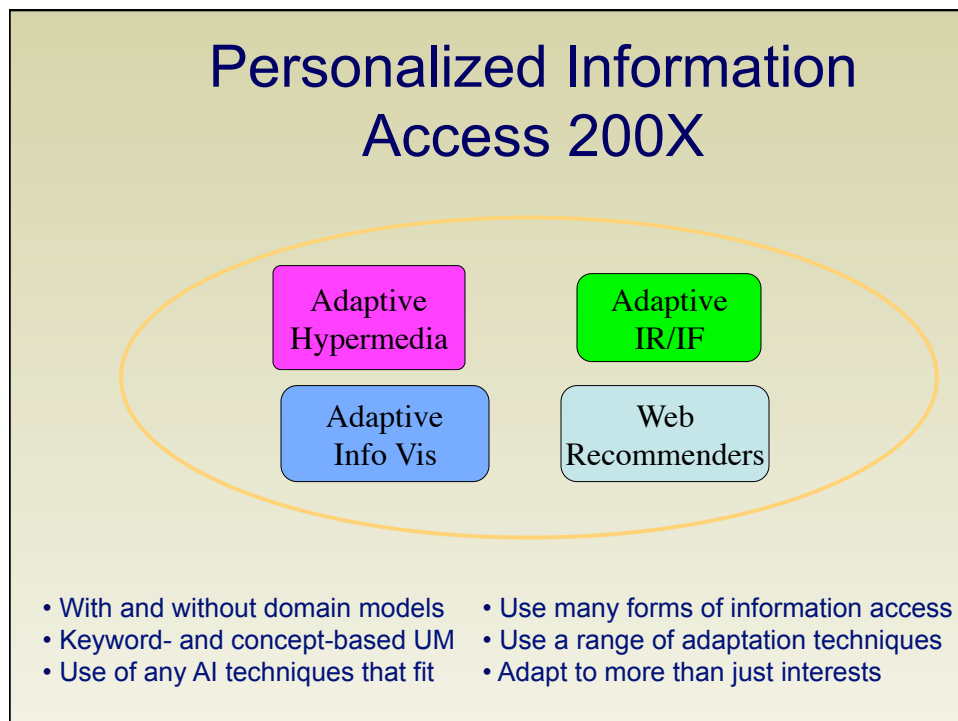 Personalized Information
Access 200X
Adaptive
Hypermedia
Adaptive
IR/IF
Adaptive
Info Vis
Web
Recommenders
• With and without domain models
• Keyword- and concept-based UM
• Use of any AI techniques that fit
• Use many forms of information access
• Use a range of adaptation techniques
• Adapt to more than just interests